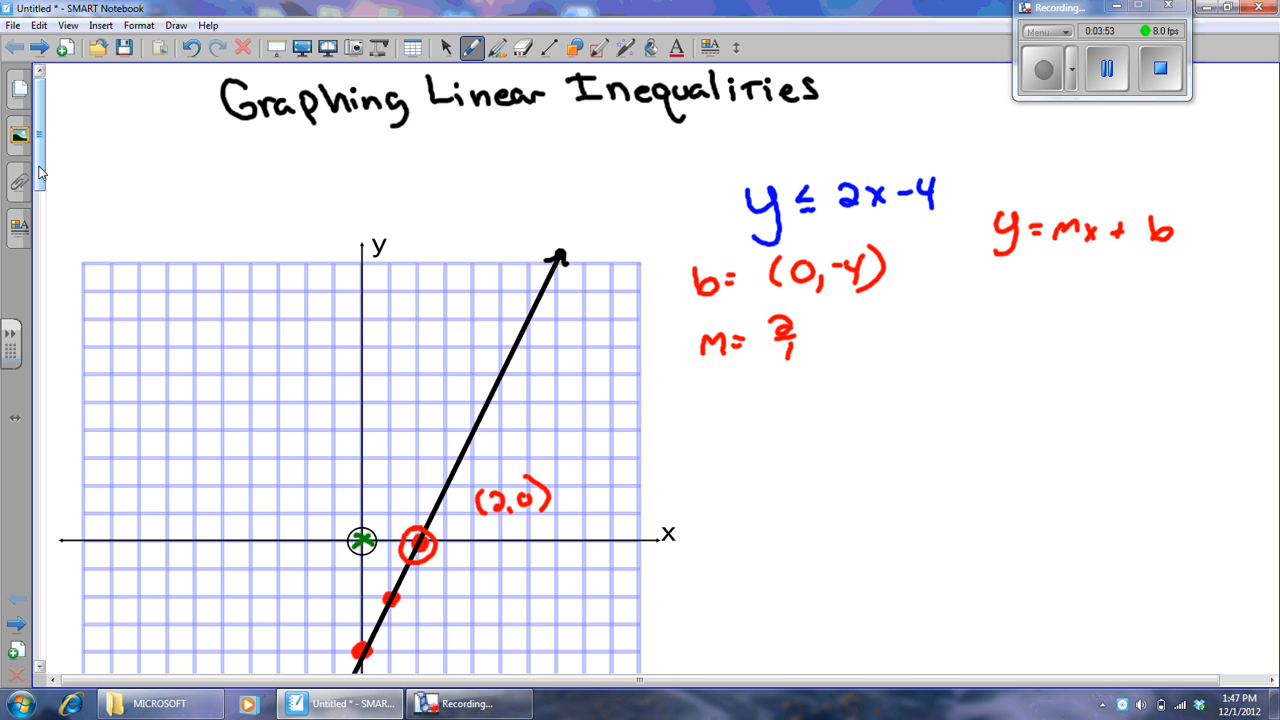 Untitled * - SMART Notebook
File Edit View Insert Format Draw Help
Recording...
Menu
0:03:53
8.0 fps
Graphing Linear Inequalities
y ≤ 2x-4
y = mx + b
b = (0,-4)
m = 2/1
y
(2,0)
x
MICROSOFT
Untitled * - SMAR...
Recording...
1:47 PM
12/1/2012